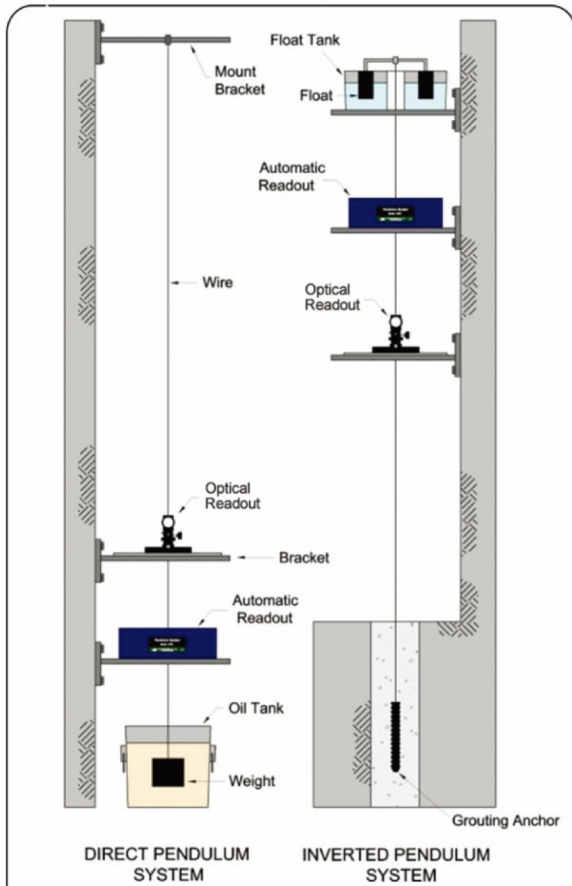 Mount
Bracket
Wire
Optical
Readout
Bracket
Automatic
Readout
Oil Tank
Weight
DIRECT PENDULUM
SYSTEM
Float Tank
Float
Automatic
Readout
Optical
Readout
Grouting Anchor
INVERTED PENDULUM
SYSTEM